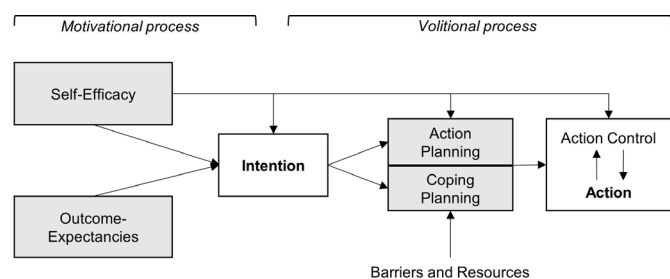 Motivational process
Volitional process
Self-Efficacy
Intention
Action
Planning
Coping
Planning
Action Control
Action
Outcome-
Expectancies
Barriers and Resources